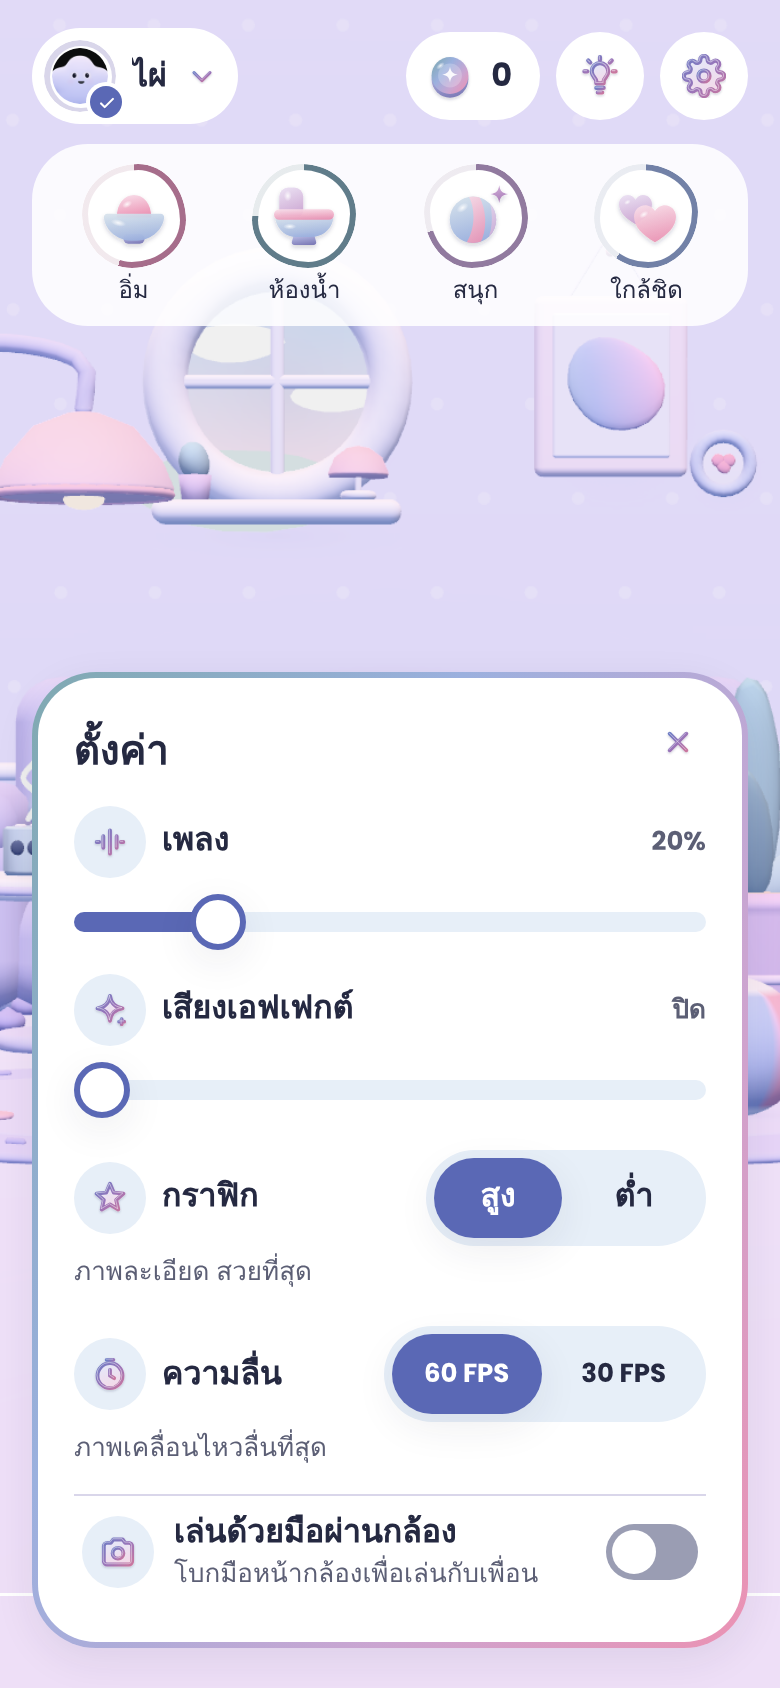 ไผ่
0
อิ่ม
ห้องน้ำ
สนุก
ใกล้ชิด
ตั้งค่า
เพลง
20%
เสียงเอฟเฟกต์
ปิด
กราฟิก
สูง
ต่ำ
ภาพละเอียด สวยที่สุด
ความลื่น
60 FPS
30 FPS
ภาพเคลื่อนไหวลื่นที่สุด
เล่นด้วยมือผ่านกล้อง
โบกมือหน้ากล้องเพื่อเล่นกับเพื่อน